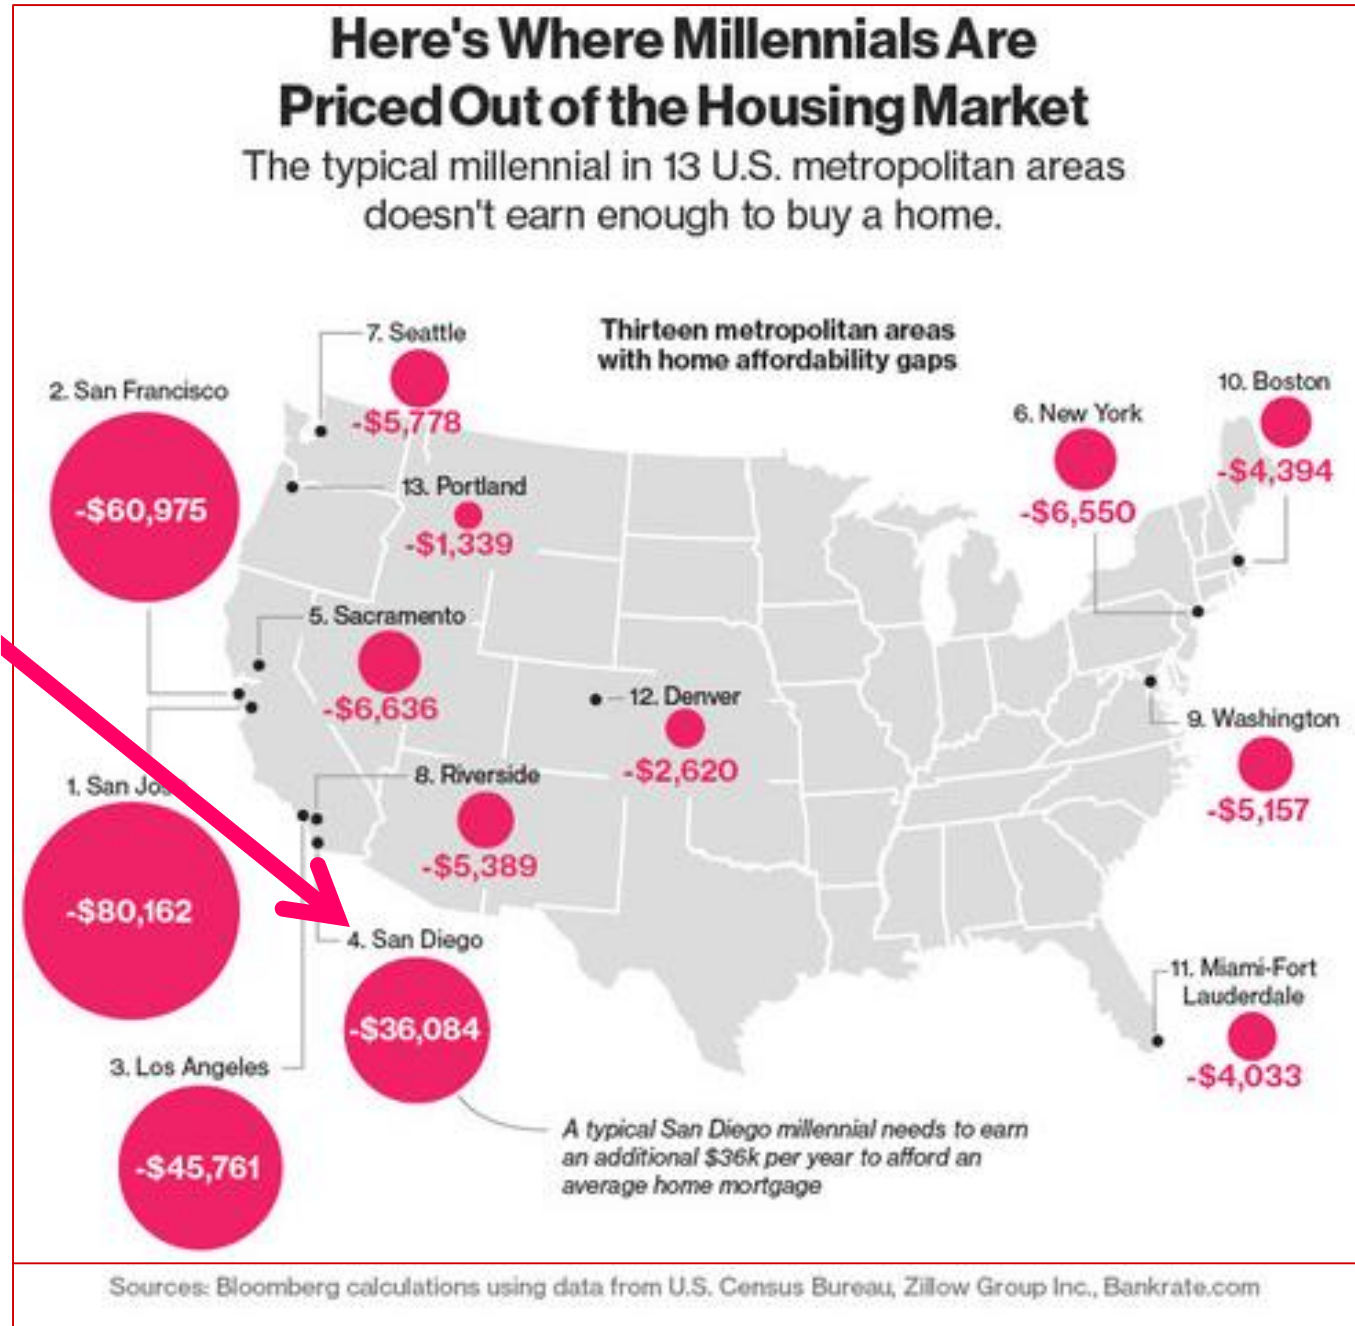 Here's Where Millennials Are
Priced Out of the Housing Market
The typical millennial in 13 U.S. metropolitan areas
doesn't earn enough to buy a home.
Thirteen metropolitan areas
with home affordability gaps
7. Seattle
-$5,778
2. San Francisco
-$60,975
13. Portland
-$1,339
10. Boston
-$4,394
6. New York
-$6,550
5. Sacramento
-$6,636
12. Denver
-$2,620
9. Washington
-$5,157
1. San Jos
-$80,162
8. Riverside
-$5,389
4. San Diego
-$36,084
11. Miami-Fort
Lauderdale
-$4,033
3. Los Angeles
-$45,761
A typical San Diego millennial needs to earn
an additional $36k per year to afford an
average home mortgage
Sources: Bloomberg calculations using data from U.S. Census Bureau, Zillow Group Inc., Bankrate.com